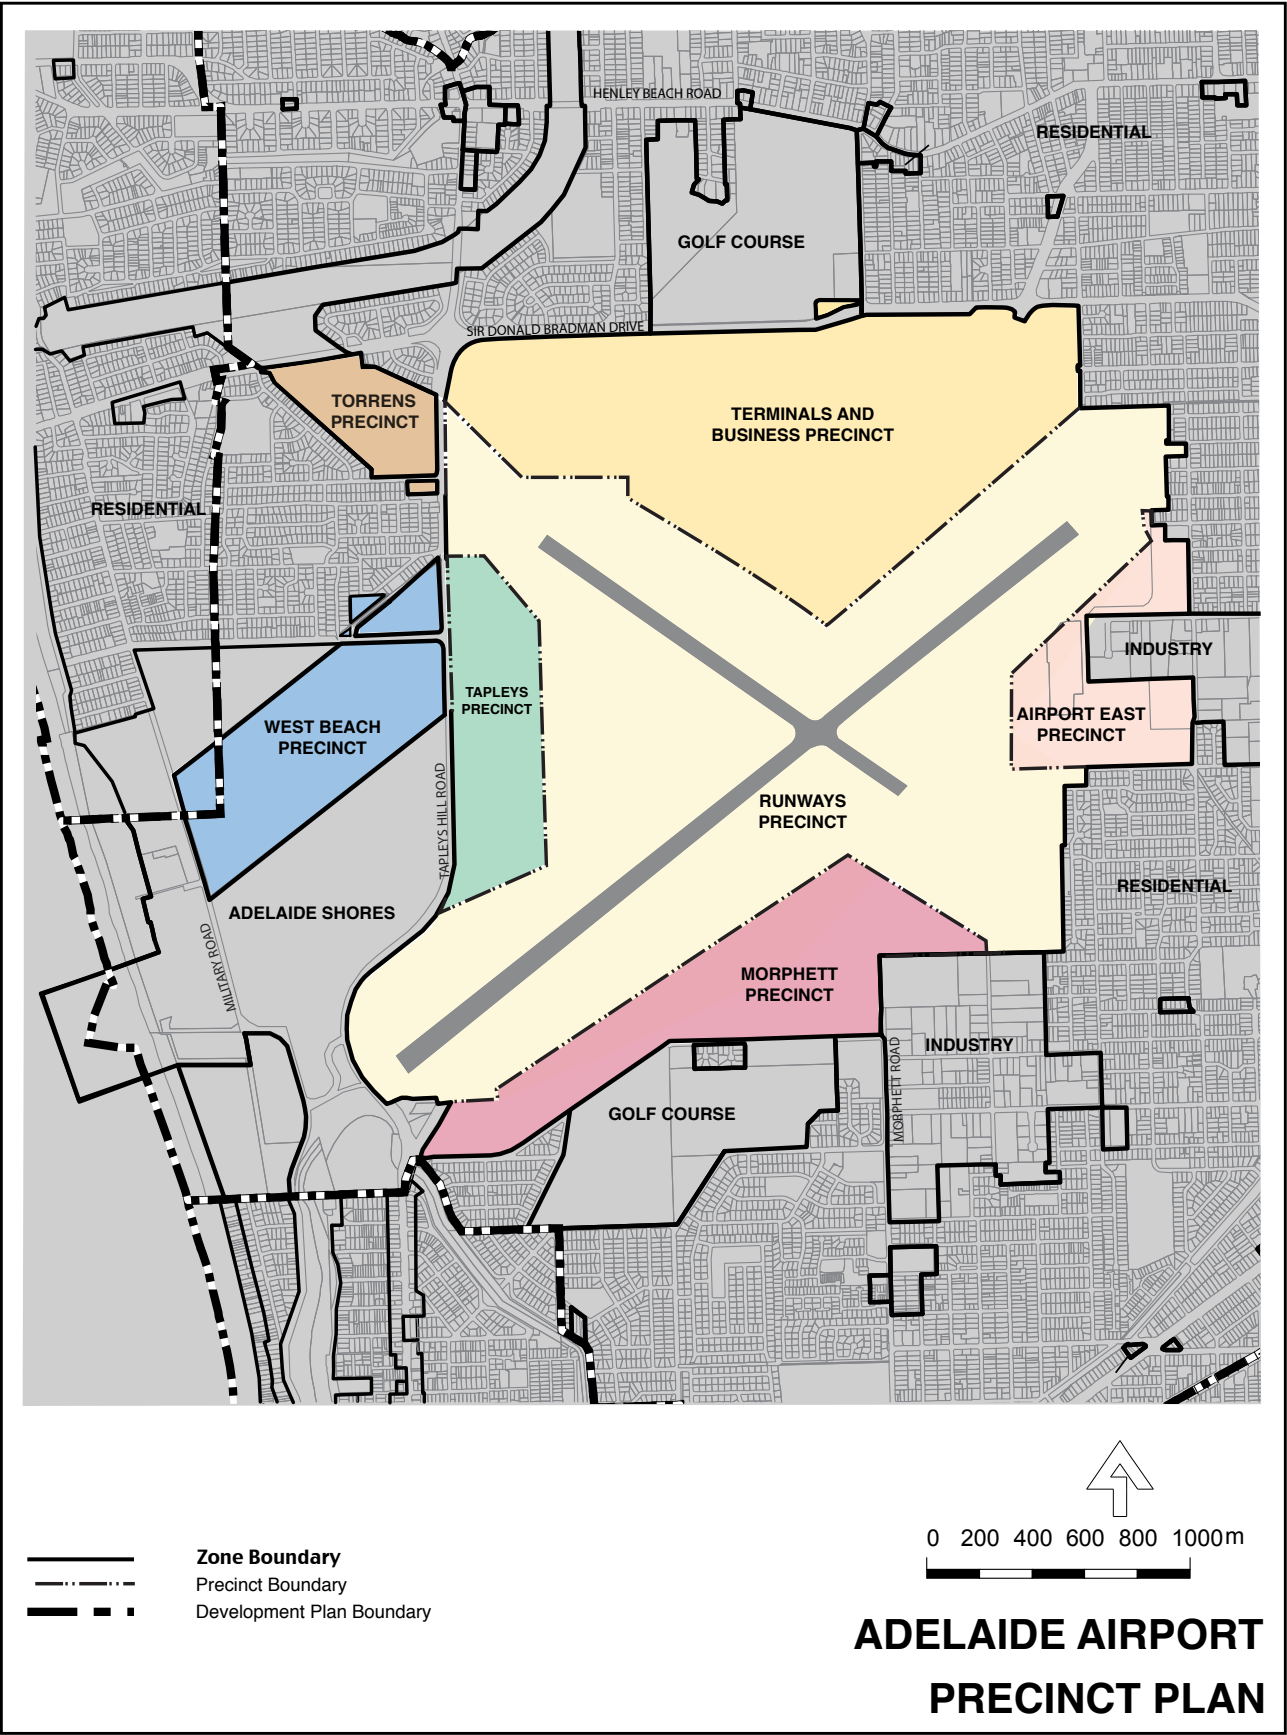 HENLEY BEACH ROAD
RESIDENTIAL
GOLF COURSE
SIR DONALD BRADMAN DRIVE
TORRENS
PRECINCT
TERMINALS AND
BUSINESS PRECINCT
RESIDENTIAL
INDUSTRY
TAPLEYS
PRECINCT
WEST BEACH
PRECINCT
AIRPORT EAST
PRECINCT
TAPLEYS HILL ROAD
RUNWAYS
PRECINCT
RESIDENTIAL
ADELAIDE SHORES
MILITARY ROAD
MORPHETT
PRECINCT
INDUSTRY
MORPHETT ROAD
GOLF COURSE
0 200 400 600 800 1000m
Zone Boundary
Precinct Boundary
Development Plan Boundary
ADELAIDE AIRPORT
PRECINCT PLAN